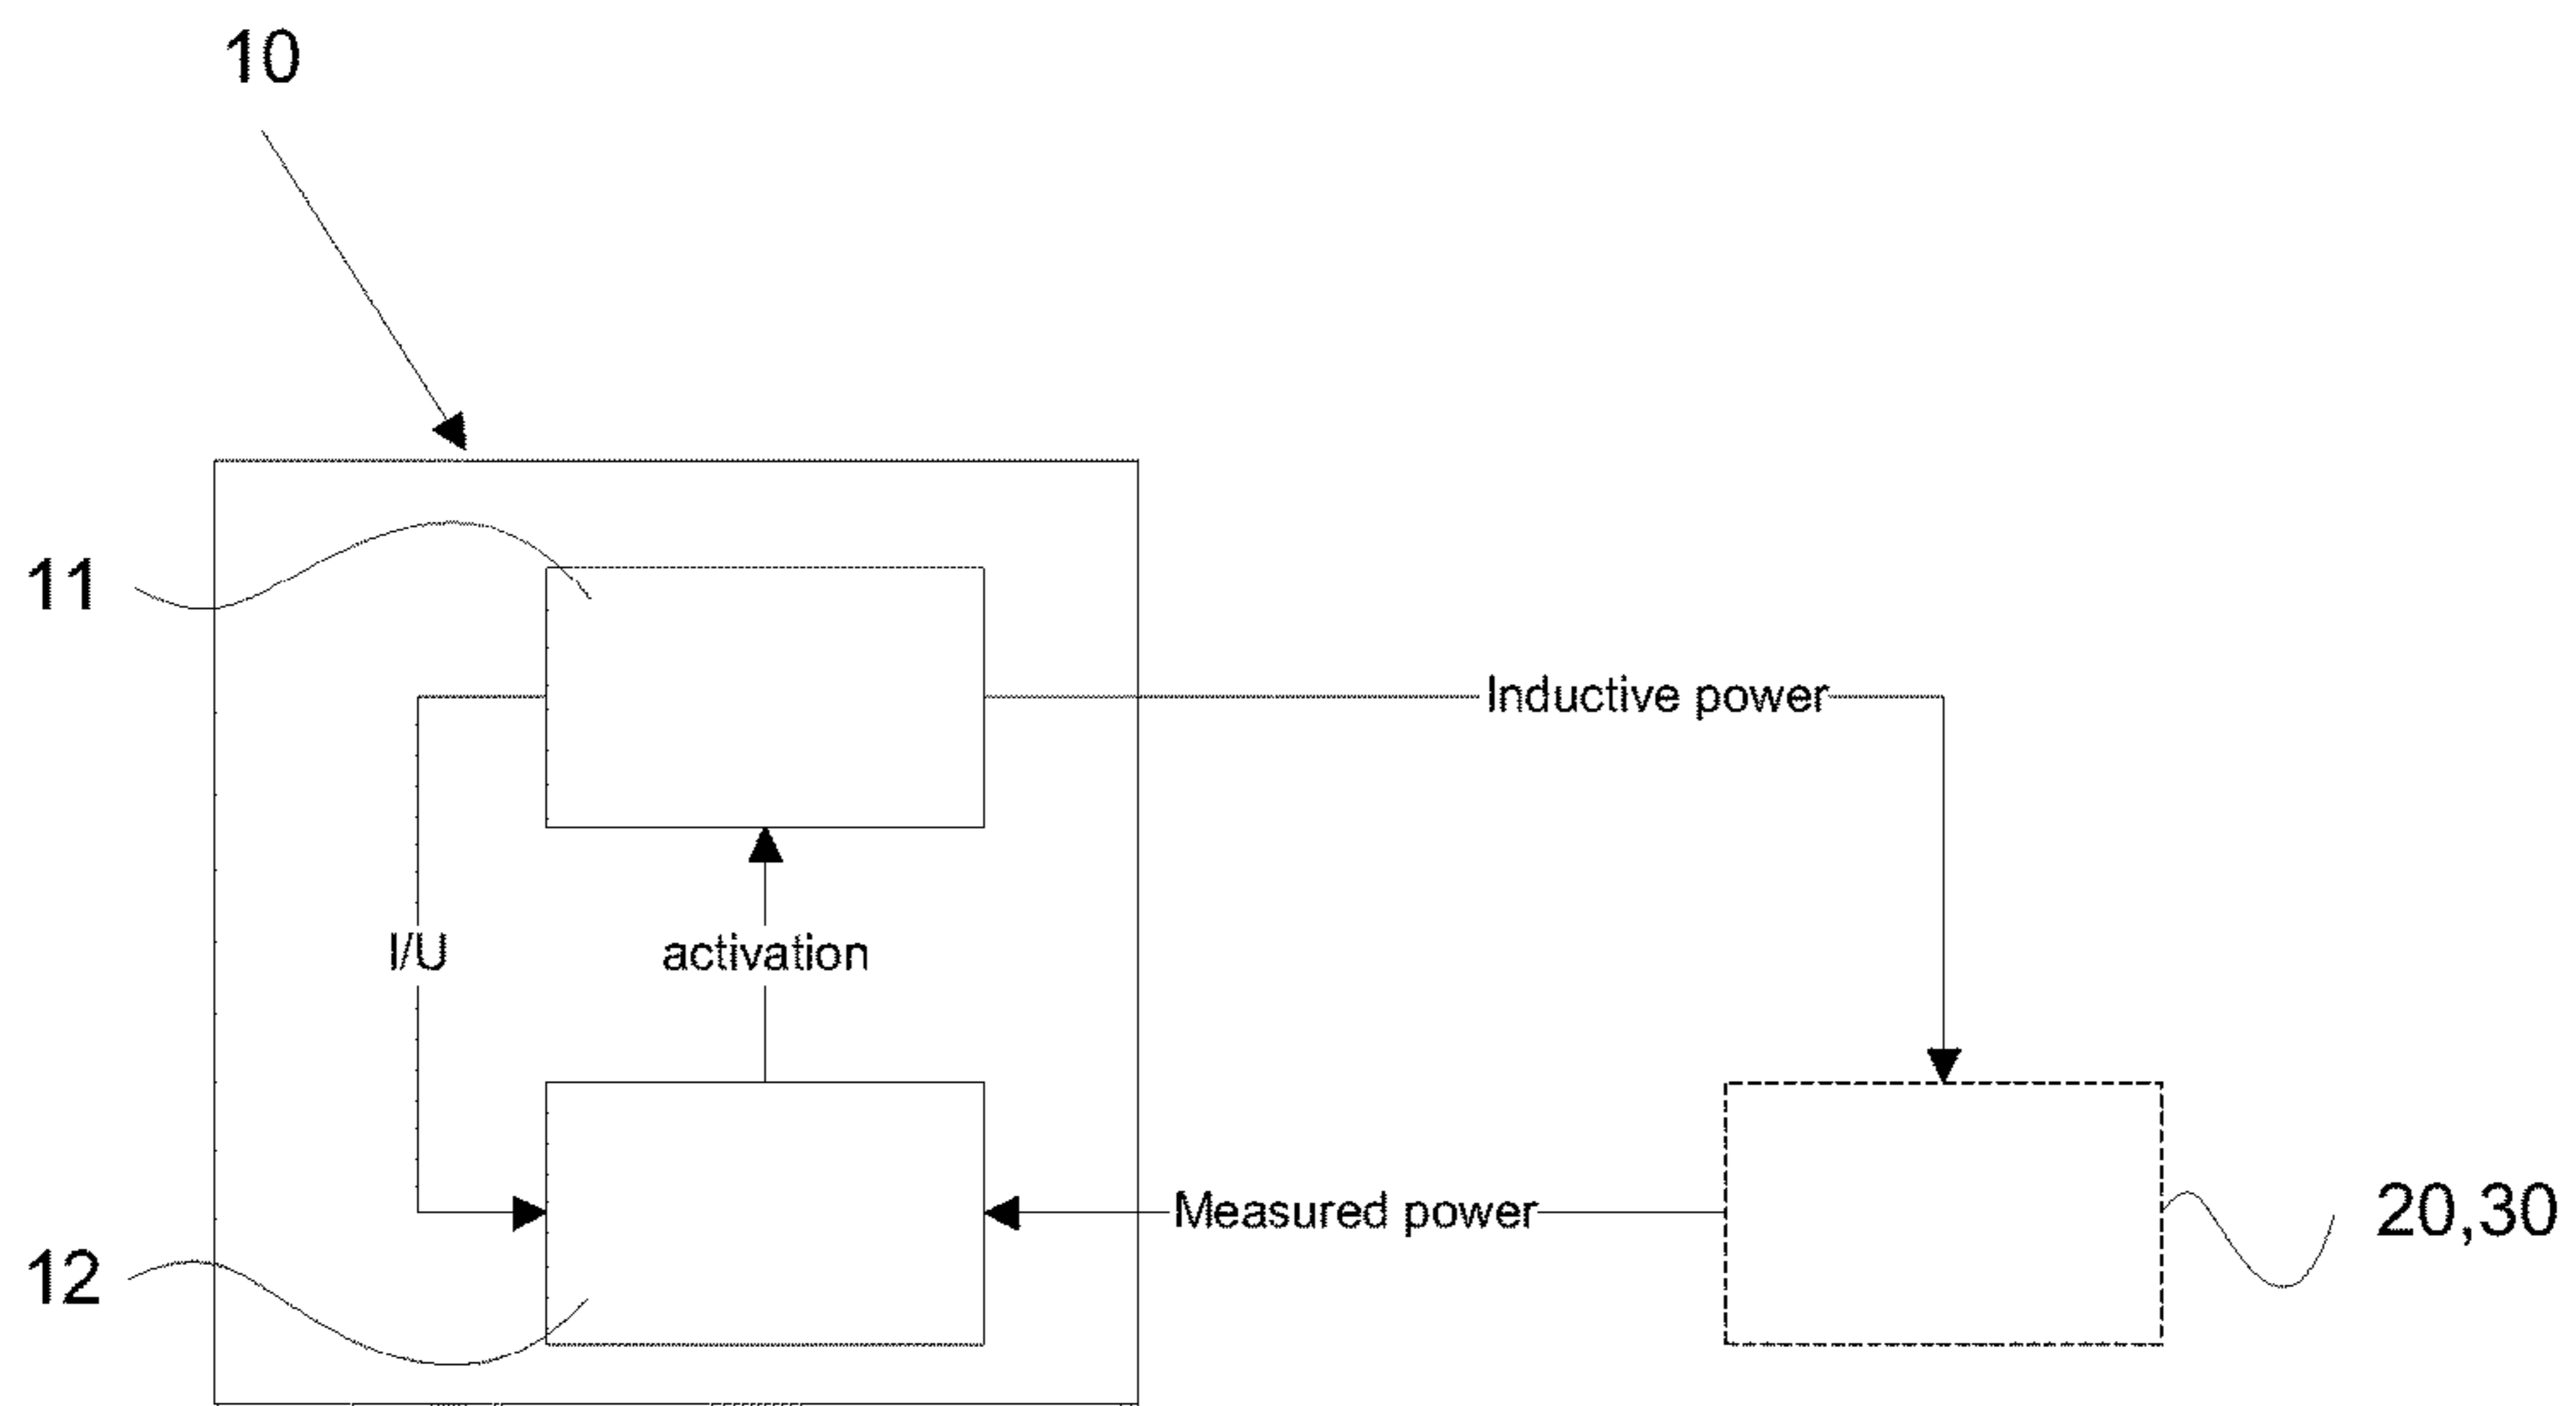 10
11
Inductive power
I/U
activation
Measured power
20,30
12